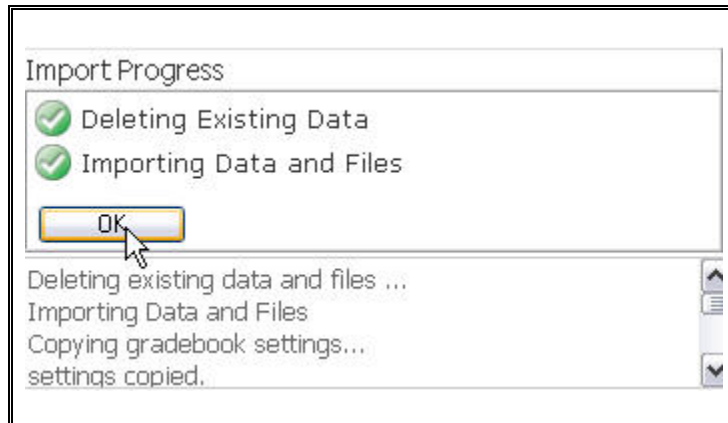 Import Progress
Deleting Existing Data
Importing Data and Files
OK
Deleting existing data and files ...
Importing Data and Files
Copying gradebook settings...
settings copied.